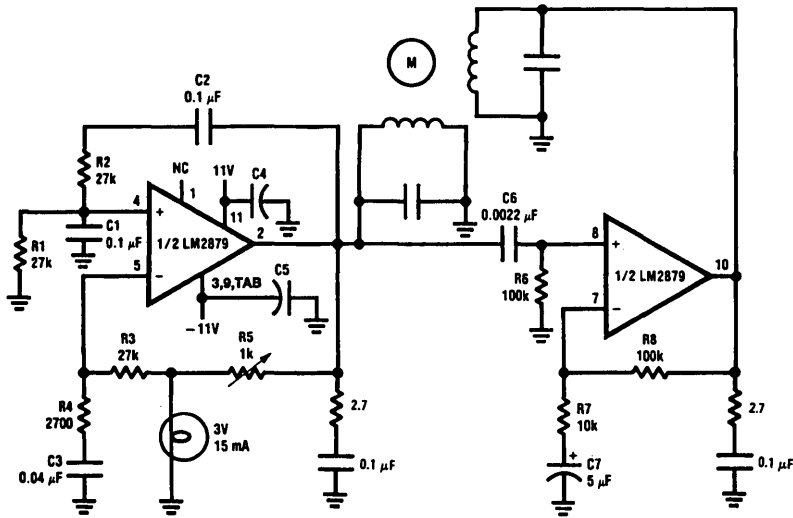 C2
0.1 μF
M
R2
27k
NC
1
11V
C4
11
4
+
C1
0.1 μF
1/2 LM2879
2
R1
27k
5
−
3,9,TAB
C5
−11V
C6
0.0022 μF
8
+
R6
100k
1/2 LM2879
10
7
−
R3
27k
R5
1k
R8
100k
R4
2700
2.7
R7
10k
2.7
3V
15 mA
C3
0.04 μF
0.1 μF
+
C7
5 μF
0.1 μF